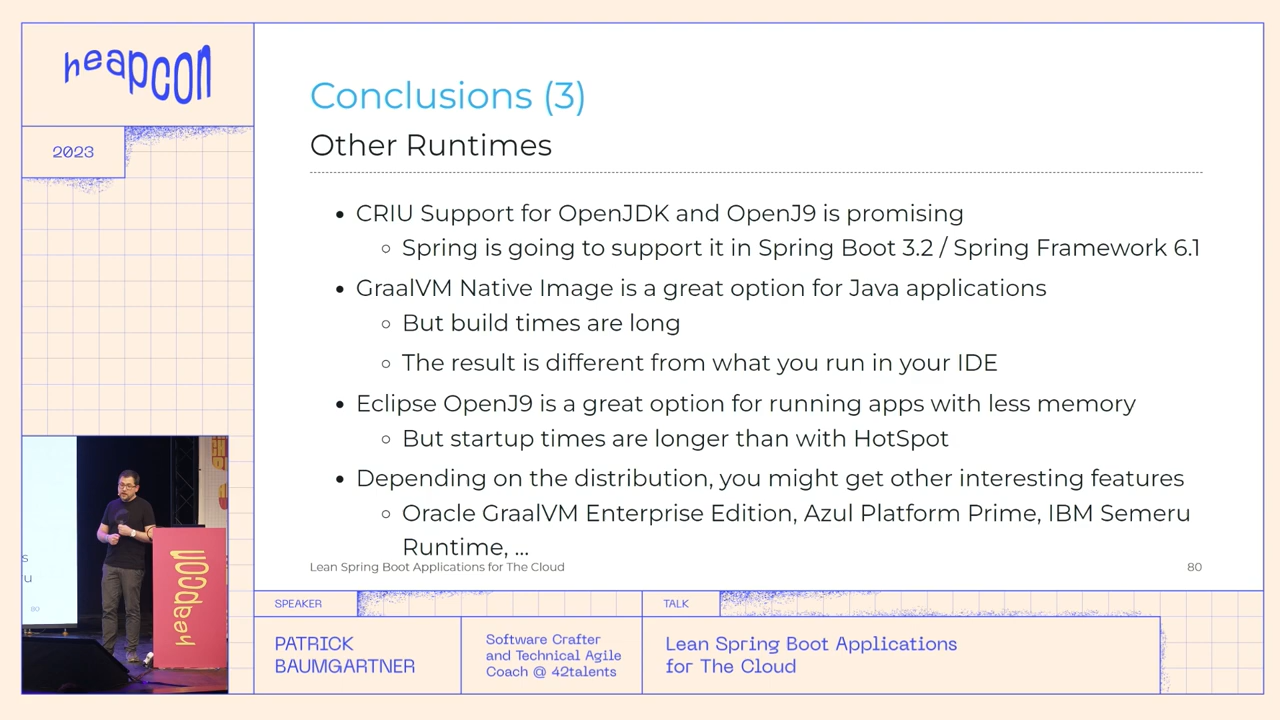 heapcon
2023
Conclusions (3)
Other Runtimes
• CRIU Support for OpenJDK and OpenJ9 is promising
◦ Spring is going to support it in Spring Boot 3.2 / Spring Framework 6.1
• GraalVM Native Image is a great option for Java applications
◦ But build times are long
◦ The result is different from what you run in your IDE
• Eclipse OpenJ9 is a great option for running apps with less memory
◦ But startup times are longer than with HotSpot
• Depending on the distribution, you might get other interesting features
◦ Oracle GraalVM Enterprise Edition, Azul Platform Prime, IBM Semeru
Runtime, ...
Lean Spring Boot Applications for The Cloud
80
s
u
80
heapcon
SPEAKER
PATRICK
BAUMGARTNER
Software Crafter
and Technical Agile
Coach @ 42talents
TALK
Lean Spring Boot Applications
for The Cloud